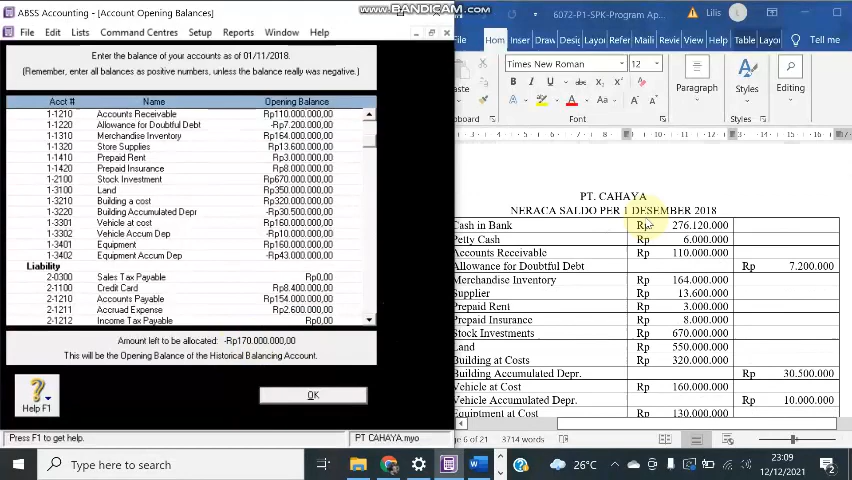 ABSS Accounting - [Account Opening Balances]
File Edit Lists Command Centres Setup Reports Window Help
Enter the balance of your accounts as of 01/11/2018.
(Remember, enter all balances as positive numbers, unless the balance really was negative.)
Acct # Name Opening Balance
1-1210 Accounts Receivable Rp110.000.000,00
1-1220 Allowance for Doubtful Debt -Rp7.200.000,00
1-1310 Merchandise Inventory Rp164.000.000,00
1-1320 Store Supplies Rp13.600.000,00
1-1410 Prepaid Rent Rp3.000.000,00
1-1420 Prepaid Insurance Rp8.000.000,00
1-2100 Stock Investment Rp670.000.000,00
1-3100 Land Rp350.000.000,00
1-3210 Building a cost Rp320.000.000,00
1-3220 Building Accumulated Depr -Rp30.500.000,00
1-3301 Vehicle at cost Rp160.000.000,00
1-3302 Vehicle Accum Dep -Rp10.000.000,00
1-3401 Equipment Rp160.000.000,00
1-3402 Equipment Accum Dep -Rp43.000.000,00
Liability
2-0300 Sales Tax Payable Rp0,00
2-1100 Credit Card Rp8.400.000,00
2-1210 Accounts Payable Rp154.000.000,00
2-1211 Accrued Expense Rp2.600.000,00
2-1212 Income Tax Payable Rp0,00
Amount left to be allocated: -Rp170.000.000,00
This will be the Opening Balance of the Historical Balancing Account.
Help F1
OK
Press F1 to get help. PT CAHAYA.myo
www.BANDICAM.com
6072-P1-SPK-Program Ap... Lilis
File Hom Insert Draw Desi Refe Mai Revie View Help Table Layou Tell me
Times New Roman 12
Paragraph Styles Editing
PT. CAHAYA
NERACA SALDO PER 1 DESEMBER 2018
Cash in Bank Rp 276.120.000
Petty Cash Rp 6.000.000
Accounts Receivable Rp 110.000.000
Allowance for Doubtful Debt Rp 7.200.000
Merchandise Inventory Rp 164.000.000
Supplier Rp 13.600.000
Prepaid Rent Rp 3.000.000
Prepaid Insurance Rp 8.000.000
Stock Investments Rp 670.000.000
Land Rp 550.000.000
Building at Costs Rp 320.000.000
Building Accumulated Depr. Rp 30.500.000
Vehicle at Cost Rp 160.000.000
Vehicle Accumulated Depr. Rp 10.000.000
Equiptment at Cost Rp 130.000.000
Page 6 of 21 3714 words
Type here to search
26°C
23:09
12/12/2021
2